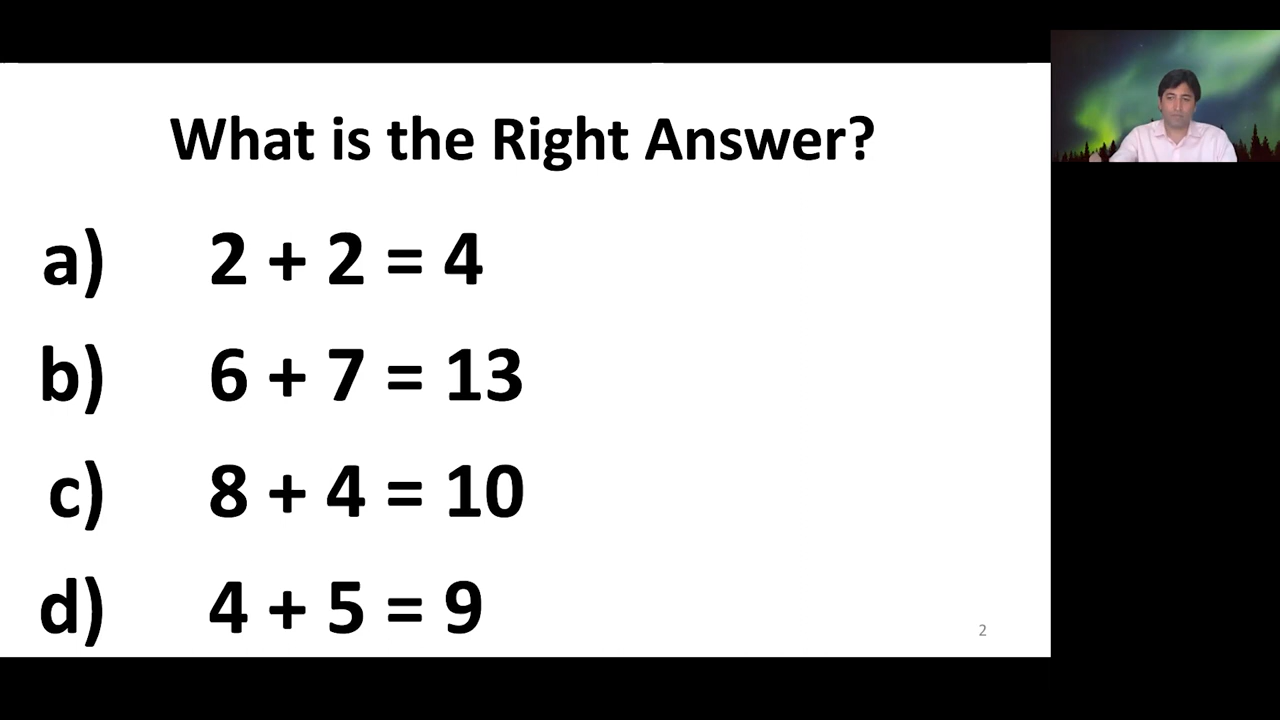 What is the Right Answer?
a) 2 + 2 = 4
b) 6 + 7 = 13
c) 8 + 4 = 10
d) 4 + 5 = 9
2